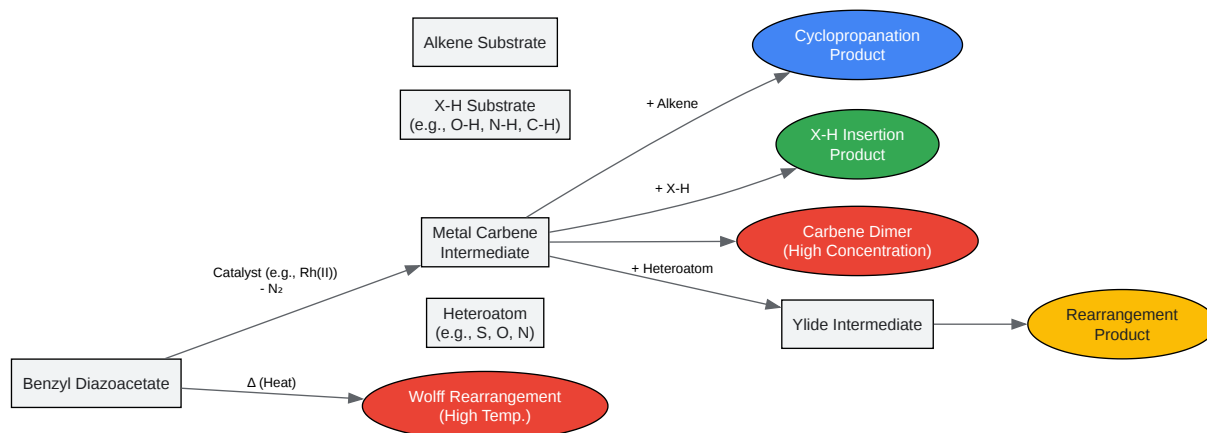 Alkene Substrate
Cyclopropanation
Product
X-H Substrate
(e.g., O-H, N-H, C-H)
+ Alkene
X-H Insertion
Product
+ X-H
Metal Carbene
Intermediate
Carbene Dimer
(High Concentration)
Catalyst (e.g., Rh(II))
- N₂
+ Heteroatom
Heteroatom
(e.g., S, O, N)
Ylide Intermediate
Rearrangement
Product
Benzyl Diazoacetate
Δ (Heat)
Wolff Rearrangement
(High Temp.)